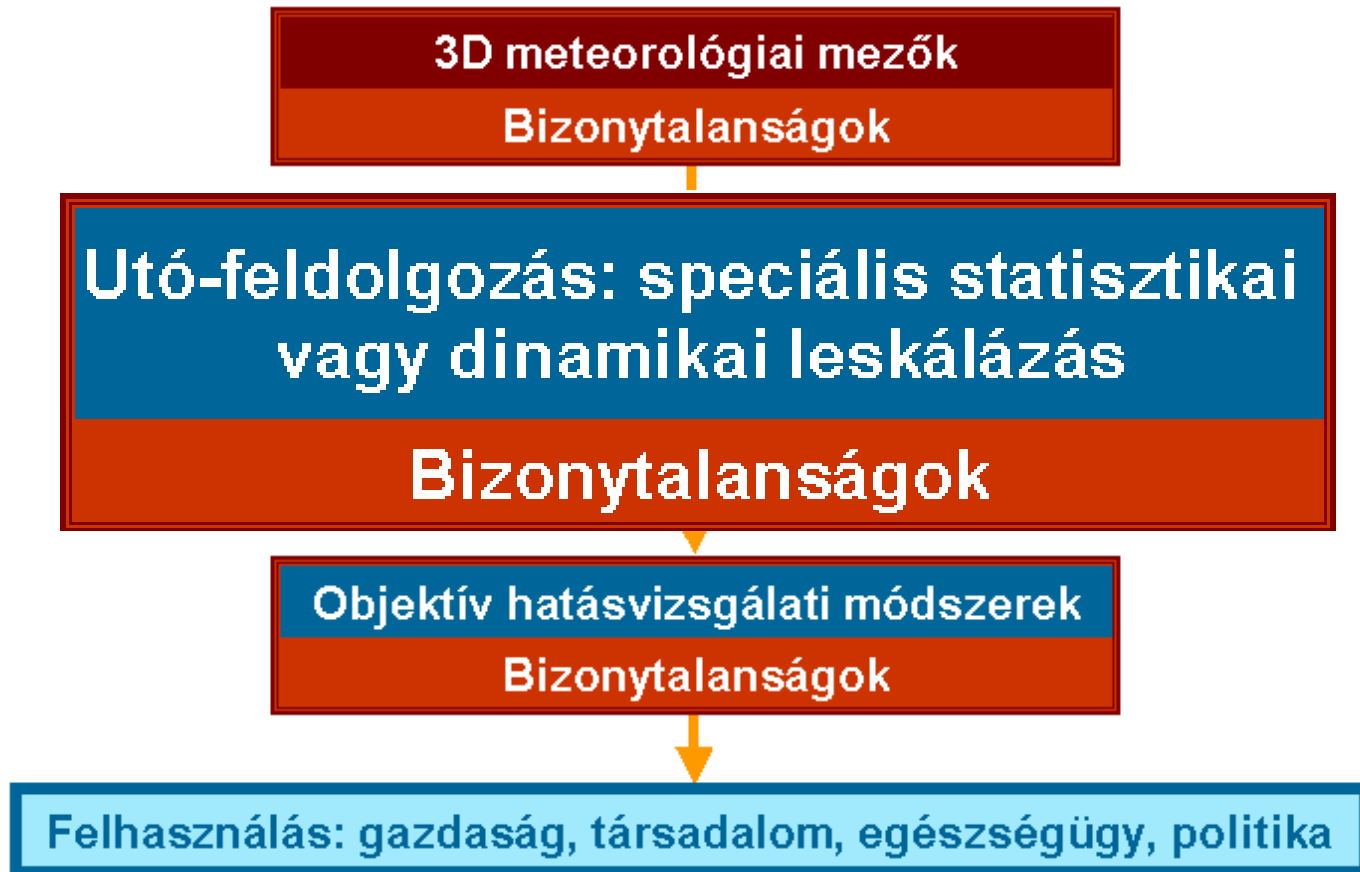 3D meteorológiai mezők
Bizonytalanságok
Utó-feldolgozás: speciális statisztikai
vagy dinamikai leskálázás
Bizonytalanságok
Objektív hatásvizsgálati módszerek
Bizonytalanságok
Felhasználás: gazdaság, társadalom, egészségügy, politika